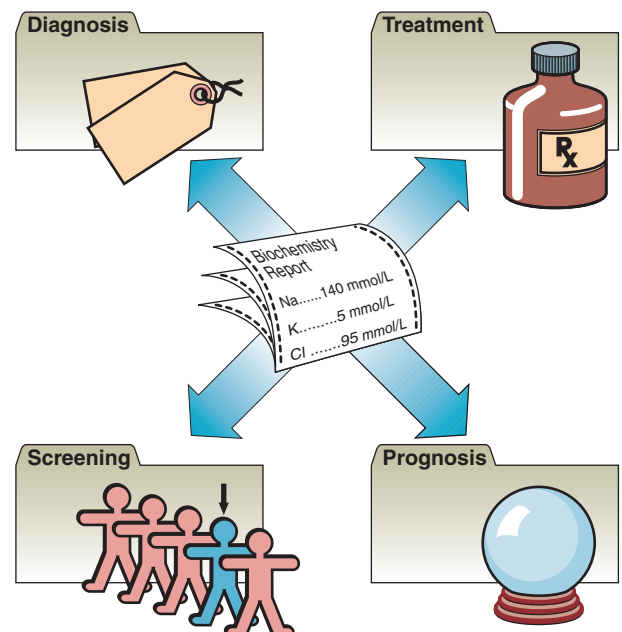 Diagnosis
Treatment
Rx
Biochemistry
Report
Na.....140 mmol/L
K.........5 mmol/L
Cl .......95 mmol/L
Screening
Prognosis